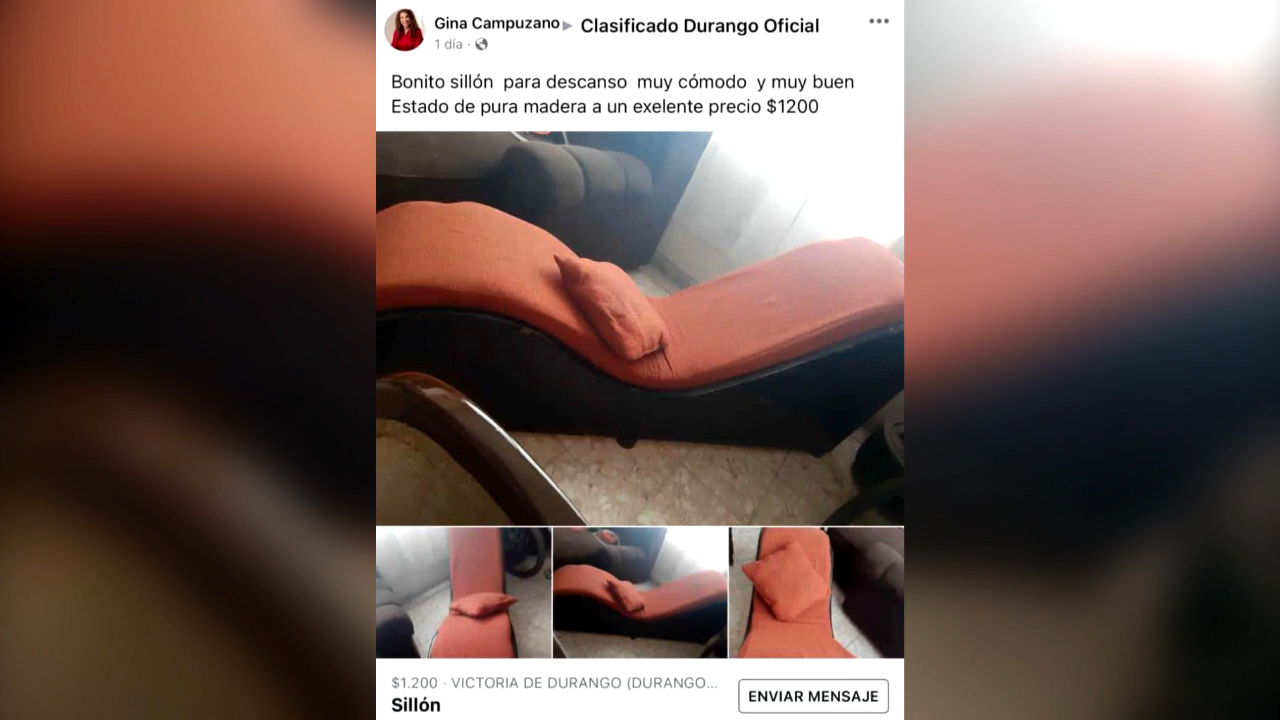 Gina Campuzano ▸ Clasificado Durango Oficial
1 día ·
Bonito sillón para descanso muy cómodo y muy buen
Estado de pura madera a un exelente precio $1200
$1.200 · VICTORIA DE DURANGO (DURANGO...
Sillón
ENVIAR MENSAJE